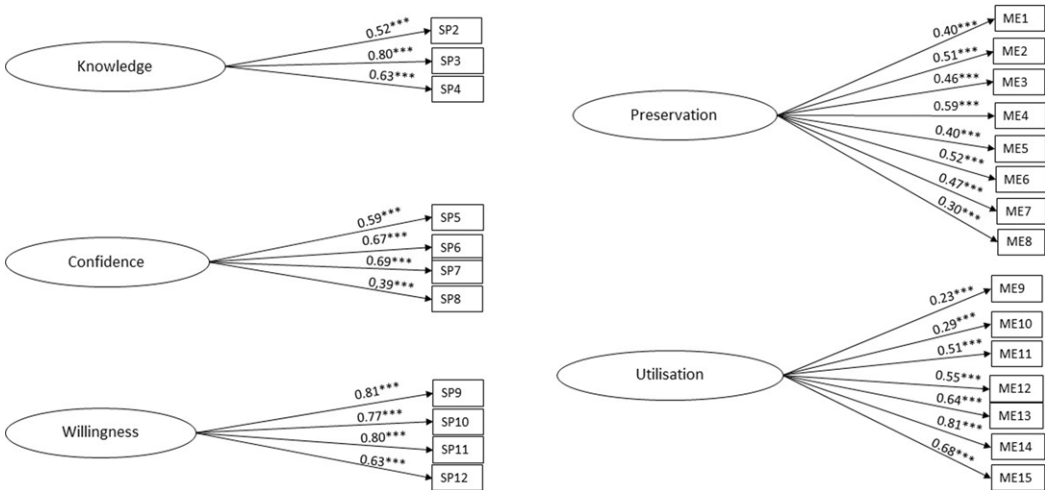 Knowledge
0.52***
SP2
0.80***
SP3
0.63***
SP4
Confidence
0.59***
SP5
0.67***
SP6
0.69***
SP7
0,39***
SP8
Willingness
0.81***
SP9
0.77***
SP10
0.80***
SP11
0.63***
SP12
Preservation
0.40***
ME1
0.51***
ME2
0.46***
ME3
0.59***
ME4
0.40***
ME5
0.52***
ME6
0.47***
ME7
0.30***
ME8
Utilisation
0.23***
ME9
0.29***
ME10
0.51***
ME11
0.55***
ME12
0.64***
ME13
0.81***
ME14
0.68***
ME15